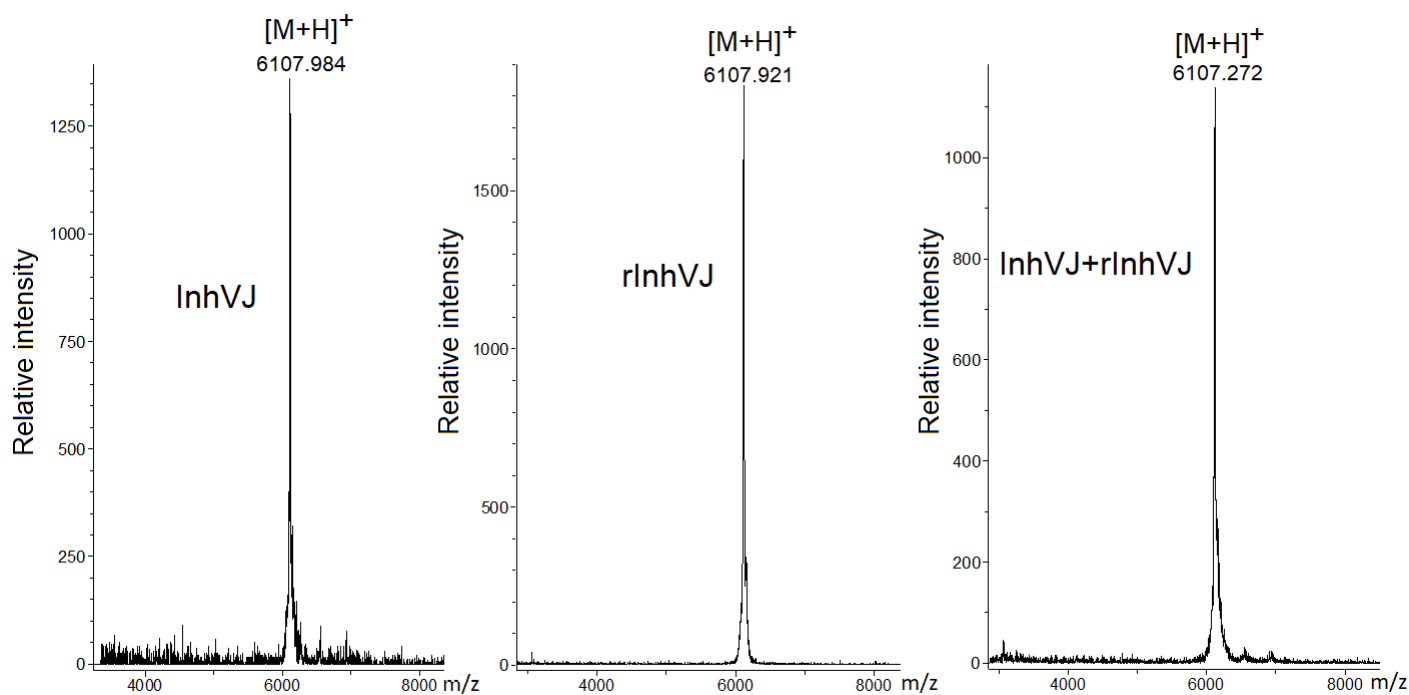 [M+H]+
6107.984
Relative intensity
1250
1000
750
500
250
0
InhVJ
4000 6000 8000 m/z
[M+H]+
6107.921
Relative intensity
1500
1000
500
0
rInhVJ
4000 6000 8000 m/z
[M+H]+
6107.272
Relative intensity
1000
800
600
400
200
0
InhVJ+rInhVJ
4000 6000 8000 m/z